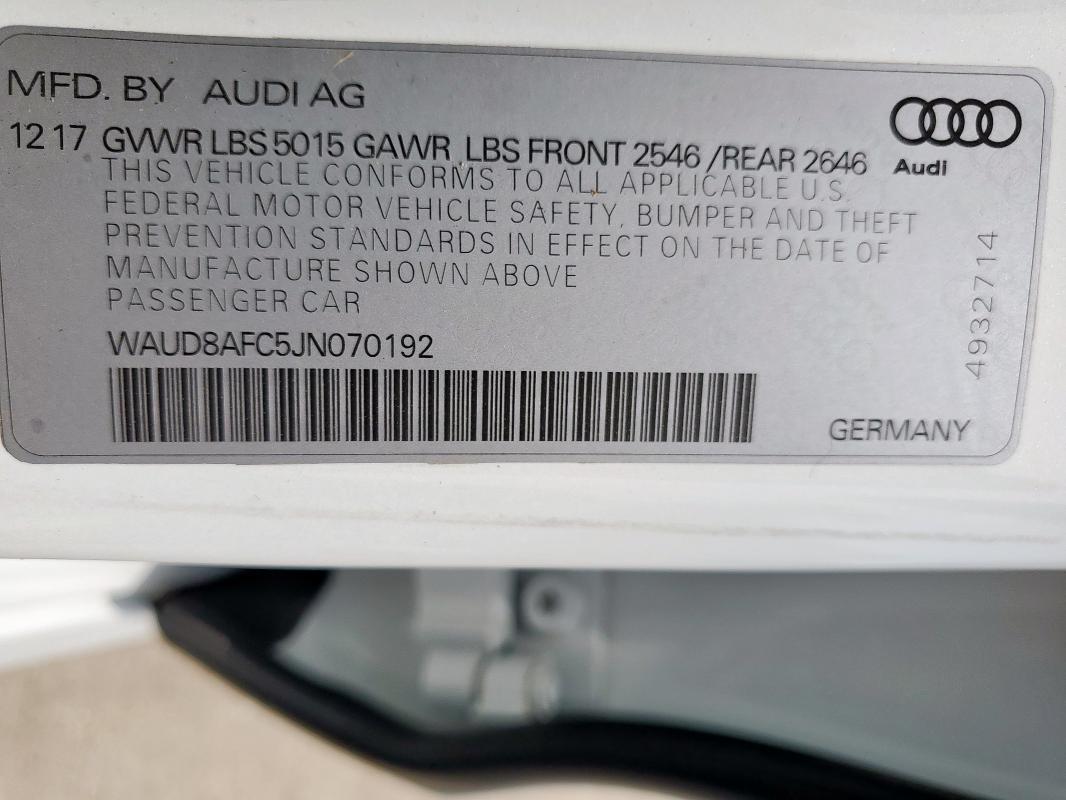 MFD. BY AUDI AG
12 17 GVWR LBS 5015 GAWR LBS FRONT 2546 /REAR 2646
Audi
THIS VEHICLE CONFORMS TO ALL APPLICABLE U.S.
FEDERAL MOTOR VEHICLE SAFETY, BUMPER AND THEFT
PREVENTION STANDARDS IN EFFECT ON THE DATE OF
MANUFACTURE SHOWN ABOVE
PASSENGER CAR
WAUD8AFC5JN070192
GERMANY
4932714